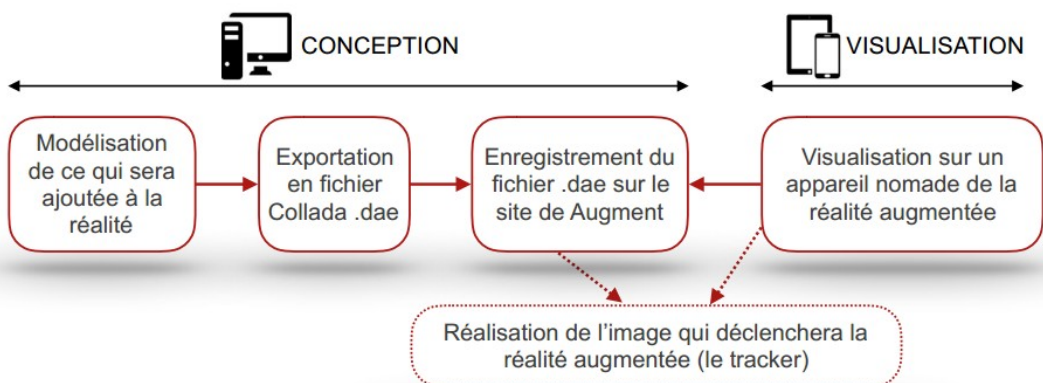 CONCEPTION
VISUALISATION
Modélisation
de ce qui sera
ajoutée à la
réalité
Exportation
en fichier
Collada .dae
Enregistrement du
fichier .dae sur le
site de Augment
Visualisation sur un
appareil nomade de la
réalité augmentée
Réalisation de l'image qui déclenchera la
réalité augmentée (le tracker)